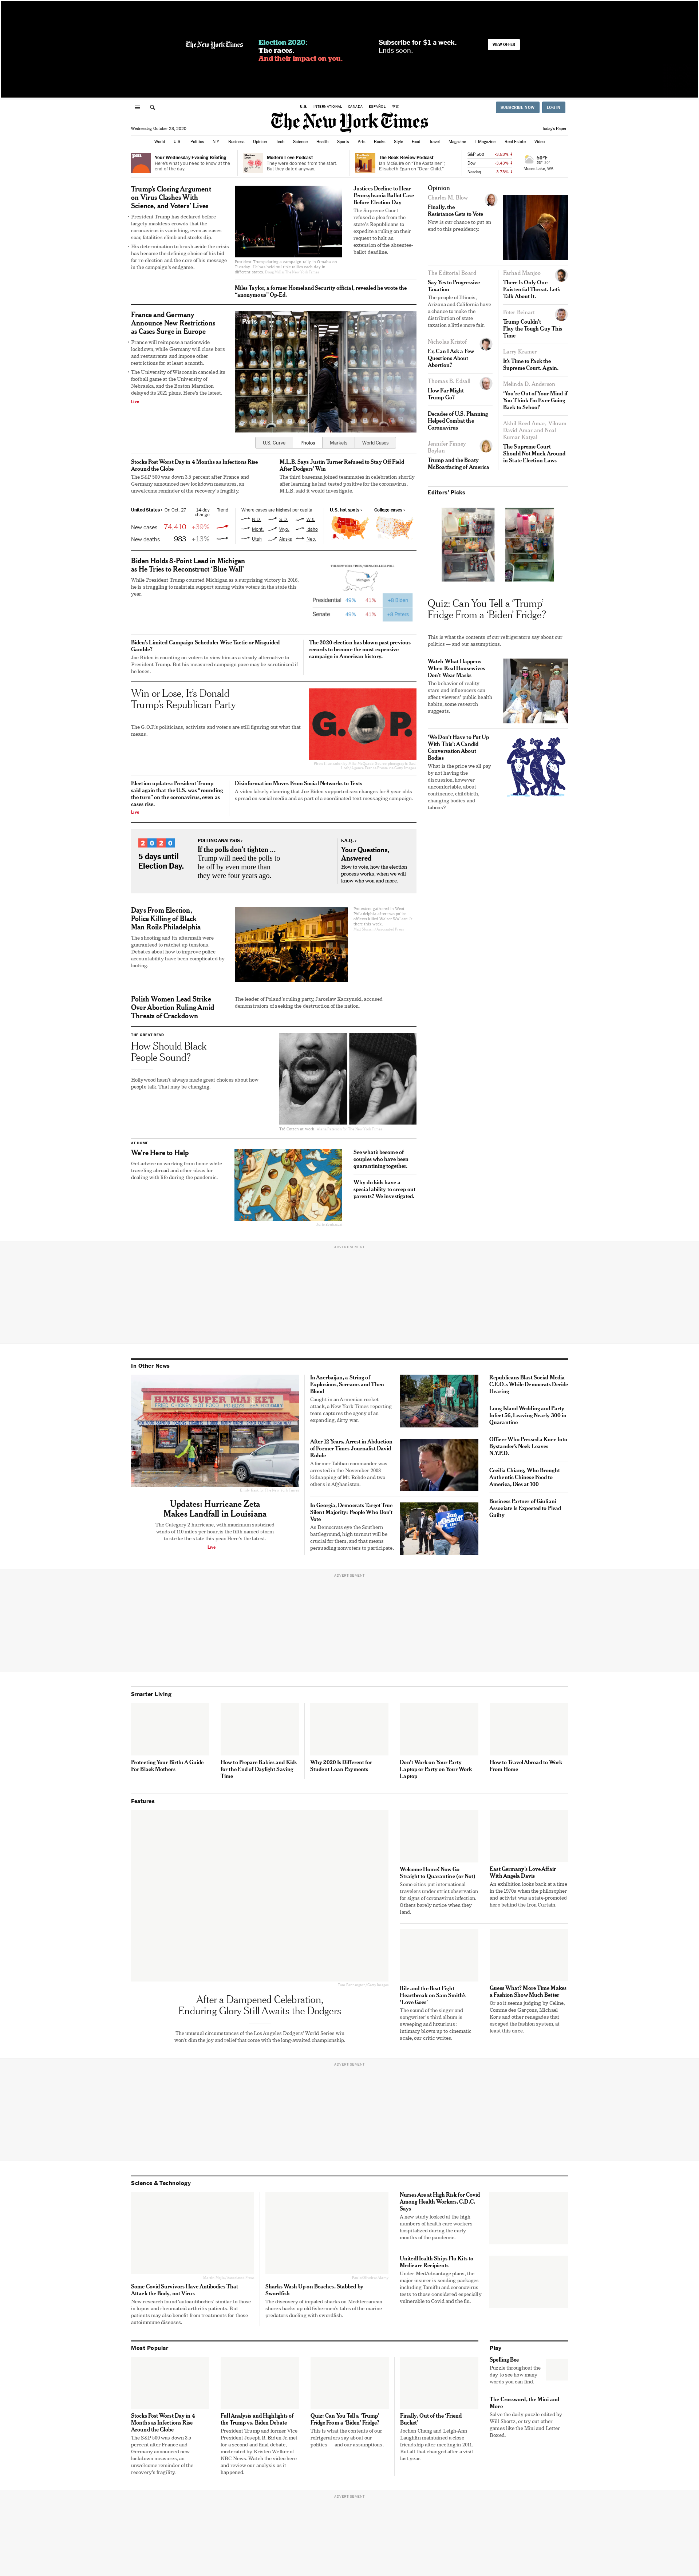 The New York Times
Election 2020:
The races.
And their impact on you.
Subscribe for $1 a week.
Ends soon.
VIEW OFFER
U.S.
INTERNATIONAL
CANADA
ESPAÑOL
中文
SUBSCRIBE NOW
LOG IN
The New York Times
Wednesday, October 28, 2020
Today's Paper
World
U.S.
Politics
N.Y.
Business
Opinion
Tech
Science
Health
Sports
Arts
Books
Style
Food
Travel
Magazine
T Magazine
Real Estate
Video
Your Wednesday Evening Briefing
Here's what you need to know at the
end of the day.
Modern Love Podcast
They were doomed from the start.
But they dated anyway.
The Book Review Podcast
Ian McGuire on "The Abstainer";
Elisabeth Egan on "Dear Child."
S&P 500
Dow
Nasdaq
50°F
Moses Lake, WA
Trump's Closing Argument
on Virus Clashes With
Science, and Voters' Lives
President Trump has declared before
largely maskless crowds that the
coronavirus is vanishing, even as cases
soar, fatalities climb and stocks dip.
His determination to brush aside the crisis
has become the defining choice of his bid
for re-election and the core of his message
in the campaign's endgame.
Justices Decline to Hear
Pennsylvania Ballot Case
Before Election Day
The Supreme Court
refused a plea from the
state's Republicans to
expedite a ruling on their
request to halt an
extension of the absentee-
ballot deadline.
Miles Taylor, a former Homeland Security official, revealed he wrote the
"anonymous" Op-Ed.
France and Germany
Announce New Restrictions
as Cases Surge in Europe
France will reimpose a nationwide
lockdown, while Germany will close bars
and restaurants and impose other
restrictions for at least a month.
The University of Wisconsin canceled its
football game at the University of
Nebraska, and the Boston Marathon
delayed its 2021 plans. Here's the latest.
Live
U.S. Curve
Photos
Markets
World Cases
Stocks Post Worst Day in 4 Months as Infections Rise
Around the Globe
The S&P 500 was down 3.5 percent after France and
Germany announced new lockdown measures, an
unwelcome reminder of the recovery's fragility.
M.L.B. Says Justin Turner Refused to Stay Off Field
After Dodgers' Win
The third baseman joined teammates in celebration shortly
after learning he had tested positive for the coronavirus.
M.L.B. said it would investigate.
United States › On Oct. 27
14-day
change
Trend
New cases 74,410 +39%
New deaths 983 +13%
Where cases are highest per capita
N.D.
S.D.
Wis.
Mont.
Wyo.
Idaho
Utah
Alaska
Neb.
U.S. hot spots ›
College cases ›
Biden Holds 8-Point Lead in Michigan
as He Tries to Reconstruct 'Blue Wall'
While President Trump counted Michigan as a surprising victory in 2016,
he is struggling to maintain support among white voters in the state this
year.
THE NEW YORK TIMES / SIENA COLLEGE POLL
Michigan
Presidential 49% 41% +8 Biden
Senate 49% 41% +8 Peters
Biden's Limited Campaign Schedule: Wise Tactic or Misguided
Gamble?
Joe Biden is counting on voters to view him as a steady alternative to
President Trump. But his measured campaign pace may be scrutinized if
he loses.
The 2020 election has blown past previous
records to become the most expensive
campaign in American history.
Win or Lose, It's Donald
Trump's Republican Party
The G.O.P.'s politicians, activists and voters are still figuring out what that
means.
G. P.
Election updates: President Trump
said again that the U.S. was "rounding
the turn" on the coronavirus, even as
cases rise.
Live
Disinformation Moves From Social Networks to Texts
A video falsely claiming that Joe Biden supported sex changes for 8-year-olds
spread on social media and as part of a coordinated text-messaging campaign.
2020
5 days until
Election Day.
POLLING ANALYSIS ›
If the polls don't tighten ...
Trump will need the polls to
be off by even more than
they were four years ago.
F.A.Q. ›
Your Questions,
Answered
How to vote, how the election
process works, when we will
know who won and more.
Days From Election,
Police Killing of Black
Man Roils Philadelphia
The shooting and its aftermath were
guaranteed to ratchet up tensions.
Debates about how to improve police
accountability have been complicated by
looting.
Polish Women Lead Strike
Over Abortion Ruling Amid
Threats of Crackdown
The leader of Poland's ruling party, Jaroslaw Kaczynski, accused
demonstrators of seeking the destruction of the nation.
THE GREAT READ
How Should Black
People Sound?
Hollywood hasn't always made great choices about how
people talk. That may be changing.
AT HOME
We're Here to Help
Get advice on working from home while
traveling abroad and other ideas for
dealing with life during the pandemic.
See what's become of
couples who have been
quarantining together.
Why do kids have a
special ability to creep out
parents? We investigated.
Opinion
Charles M. Blow
Finally, the
Resistance Gets to Vote
Now is our chance to put an
end to this presidency.
The Editorial Board
Say Yes to Progressive
Taxation
The people of Illinois,
Arizona and California have
a chance to make the
distribution of state
taxation a little more fair.
Nicholas Kristof
Er, Can I Ask a Few
Questions About
Abortion?
Thomas B. Edsall
How Far Might
Trump Go?
Decades of U.S. Planning
Helped Combat the
Coronavirus
Jennifer Finney
Boylan
Trump and the Boaty
McBoatfacing of America
Farhad Manjoo
There Is Only One
Existential Threat. Let's
Talk About It.
Peter Beinart
Trump Couldn't
Play the Tough Guy This
Time
Larry Kramer
It's Time to Pack the
Supreme Court. Again.
Melinda D. Anderson
'You're Out of Your Mind if
You Think I'm Ever Going
Back to School'
Akhil Reed Amar, Vikram
David Amar and Neal
Kumar Katyal
The Supreme Court
Should Not Muck Around
in State Election Laws
Editors' Picks
Quiz: Can You Tell a 'Trump'
Fridge From a 'Biden' Fridge?
This is what the contents of our refrigerators say about our
politics — and our assumptions.
Watch What Happens
When Real Housewives
Don't Wear Masks
The behavior of reality
stars and influencers can
affect viewers' public health
habits, some research
suggests.
'We Don't Have to Put Up
With This': A Candid
Conversation About
Bodies
What is the price we all pay
by not having the
discussion, however
uncomfortable, about
continence, childbirth,
changing bodies and
taboos?
ADVERTISEMENT
In Other News
HANKS SUPER MARKET
Updates: Hurricane Zeta
Makes Landfall in Louisiana
The Category 2 hurricane, with maximum sustained
winds of 110 miles per hour, is the fifth named storm
to strike the state this year. Here's the latest.
Live
In Azerbaijan, a String of
Explosions, Screams and Then
Blood
Caught in an Armenian rocket
attack, a New York Times reporting
team captures the agony of an
expanding, dirty war.
After 12 Years, Arrest in Abduction
of Former Times Journalist David
Rohde
A former Taliban commander was
arrested in the November 2008
kidnapping of Mr. Rohde and two
others in Afghanistan.
In Georgia, Democrats Target True
Silent Majority: People Who Don't
Vote
As Democrats eye the Southern
battleground, high turnout will be
crucial for them, and that means
persuading nonvoters to participate.
Republicans Blast Social Media
C.E.O.s While Democrats Deride
Hearing
Long Island Wedding and Party
Infect 56, Leaving Nearly 300 in
Quarantine
Officer Who Pressed a Knee Into
Bystander's Neck Leaves
N.Y.P.D.
Cecilia Chiang, Who Brought
Authentic Chinese Food to
America, Dies at 100
Business Partner of Giuliani
Associate Is Expected to Plead
Guilty
ADVERTISEMENT
Smarter Living
Protecting Your Birth: A Guide
For Black Mothers
How to Prepare Babies and Kids
for the End of Daylight Saving
Time
Why 2020 Is Different for
Student Loan Payments
Don't Work on Your Party
Laptop or Party on Your Work
Laptop
How to Travel Abroad to Work
From Home
Features
After a Dampened Celebration,
Enduring Glory Still Awaits the Dodgers
The unusual circumstances of the Los Angeles Dodgers' World Series win
won't dim the joy and relief that come with the long-awaited championship.
Welcome Home! Now Go
Straight to Quarantine (or Not)
Some cities put international
travelers under strict observation
for signs of coronavirus infection.
Others barely notice when they
land.
East Germany's Love Affair
With Angela Davis
An exhibition looks back at a time
in the 1970s when the philosopher
and activist was a state-promoted
hero behind the Iron Curtain.
Bile and the Beat Fight
Heartbreak on Sam Smith's
'Love Goes'
The sound of the singer and
songwriter's third album is
sweeping and luxurious:
intimacy blown up to cinematic
scale, our critic writes.
Guess What? More Time Makes
a Fashion Show Much Better
Or so it seems judging by Celine,
Comme des Garçons, Michael
Kors and other renegades that
escaped the fashion system, at
least this once.
ADVERTISEMENT
Science & Technology
Some Covid Survivors Have Antibodies That
Attack the Body, not Virus
New research found 'autoantibodies' similar to those
in lupus and rheumatoid arthritis patients. But
patients may also benefit from treatments for those
autoimmune diseases.
Sharks Wash Up on Beaches, Stabbed by
Swordfish
The discovery of impaled sharks on Mediterranean
shores backs up old fishermen's tales of the marine
predators dueling with swordfish.
Nurses Are at High Risk for Covid
Among Health Workers, C.D.C.
Says
A new study looked at the high
numbers of health care workers
hospitalized during the early
months of the pandemic.
UnitedHealth Ships Flu Kits to
Medicare Recipients
Under MedAdvantage plans, the
major insurer is sending packages
including Tamiflu and coronavirus
tests to those considered especially
vulnerable to Covid and the flu.
Most Popular
Stocks Post Worst Day in 4
Months as Infections Rise
Around the Globe
The S&P 500 was down 3.5
percent after France and
Germany announced new
lockdown measures, an
unwelcome reminder of the
recovery's fragility.
Full Analysis and Highlights of
the Trump vs. Biden Debate
President Trump and former Vice
President Joseph R. Biden Jr. met
for a second and final debate,
moderated by Kristen Welker of
NBC News. Watch the video here
and review our analysis as it
happened.
Quiz: Can You Tell a 'Trump'
Fridge From a 'Biden' Fridge?
This is what the contents of our
refrigerators say about our
politics — and our assumptions.
Finally, Out of the 'Friend
Bucket'
Jochen Chang and Leigh-Ann
Laughlin maintained a close
friendship after meeting in 2011.
But all that changed after a visit
last year.
Play
Spelling Bee
Puzzle throughout the
day to see how many
words you can find.
The Crossword, the Mini and
More
Solve the daily puzzle edited by
Will Shortz, or try out other
games like the Mini and Letter
Boxed.
ADVERTISEMENT